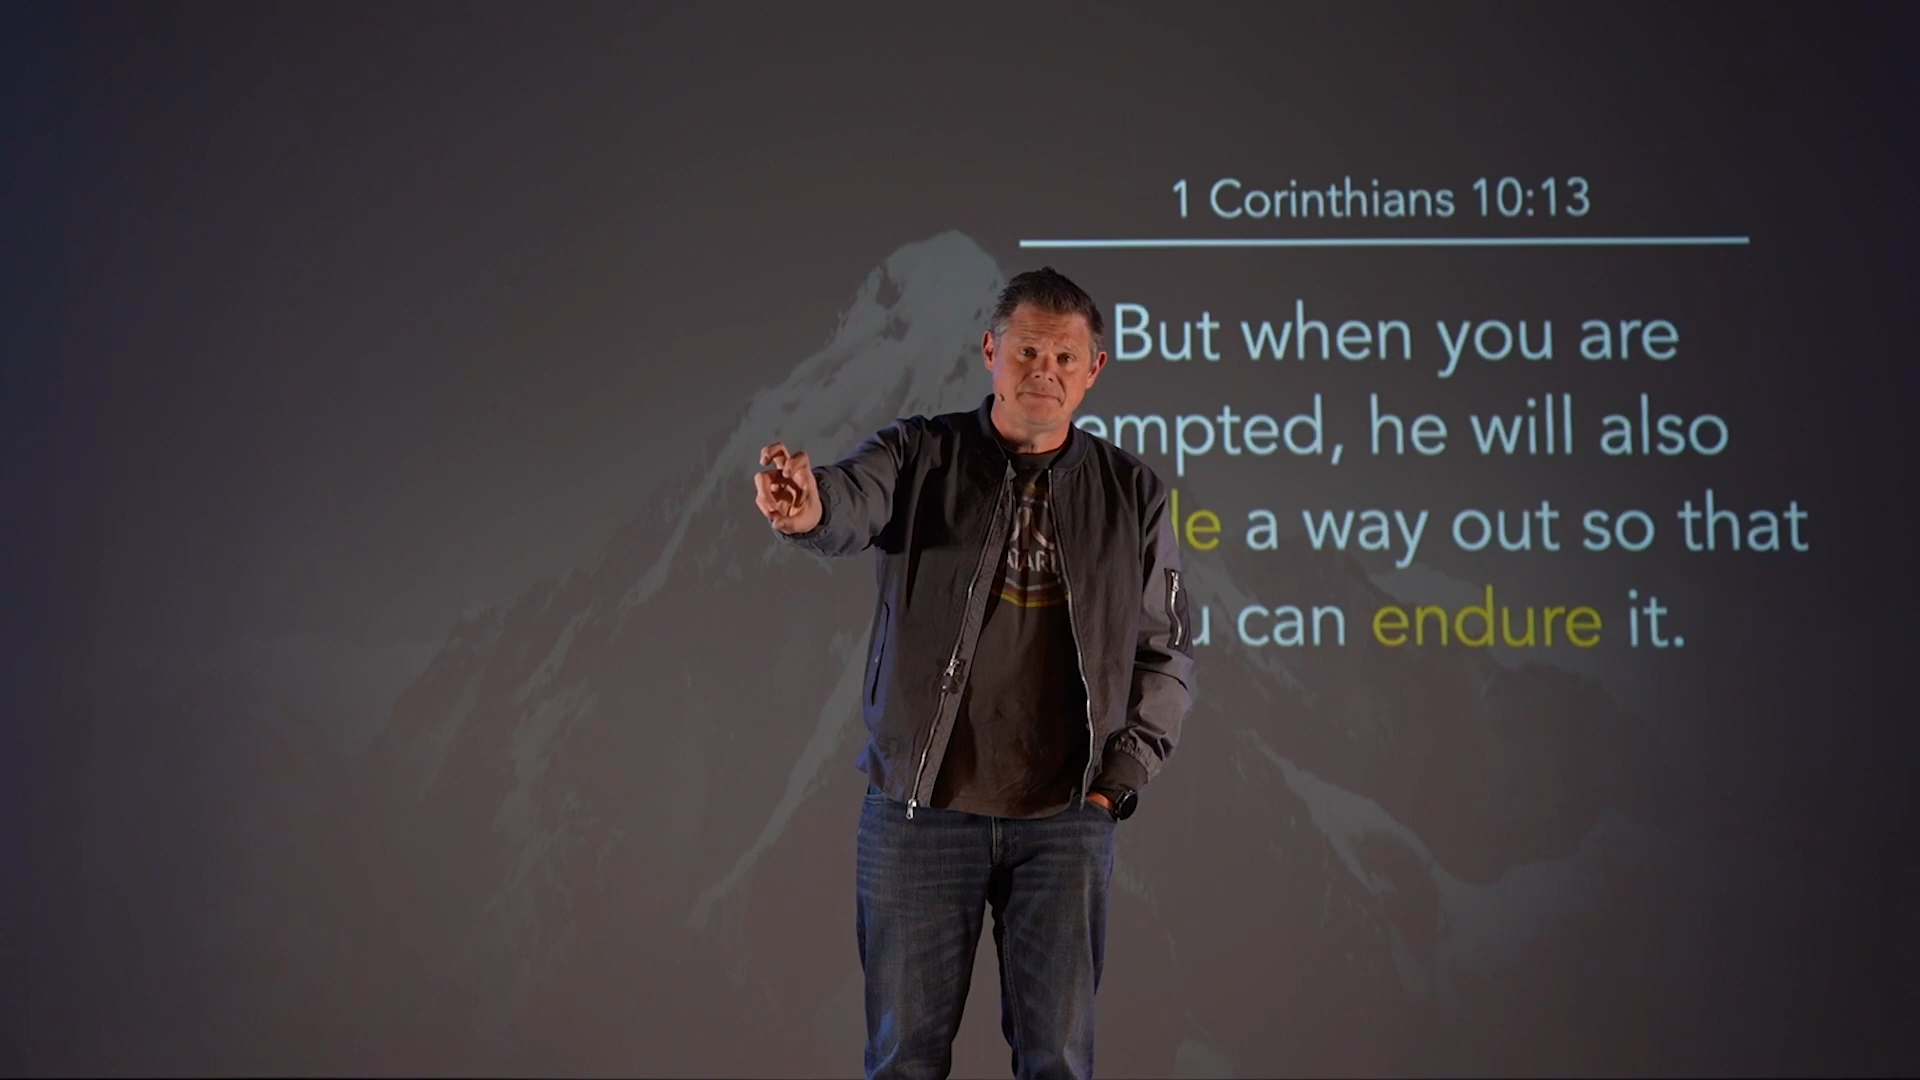 1 Corinthians 10:13
But when you are
empted, he will also
a way out so that
can endure it.